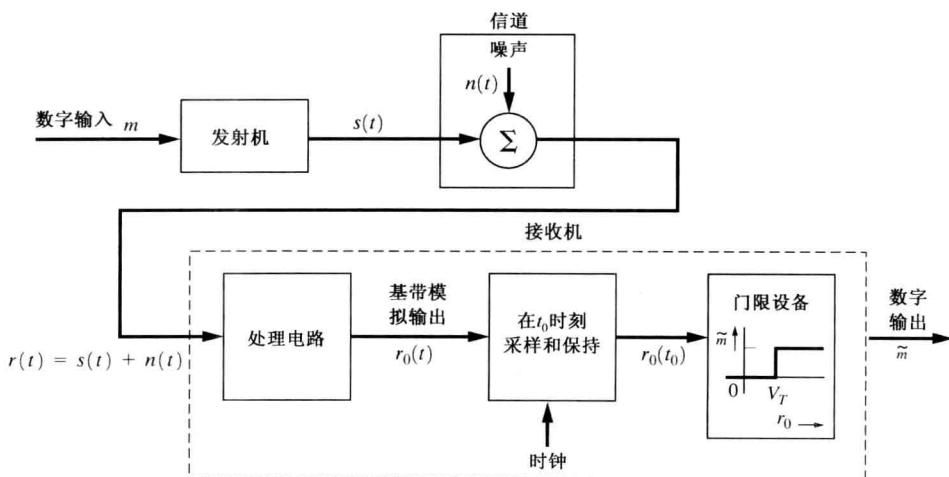 信道
噪声
n(t)
数字输入 m
发射机
s(t)
Σ
接收机
r(t) = s(t) + n(t)
处理电路
基带模
拟输出
r₀(t)
在t₀时刻
采样和保持
时钟
r₀(t₀)
门限设备
m̃
0
V_T
r₀
数字
输出
m̃